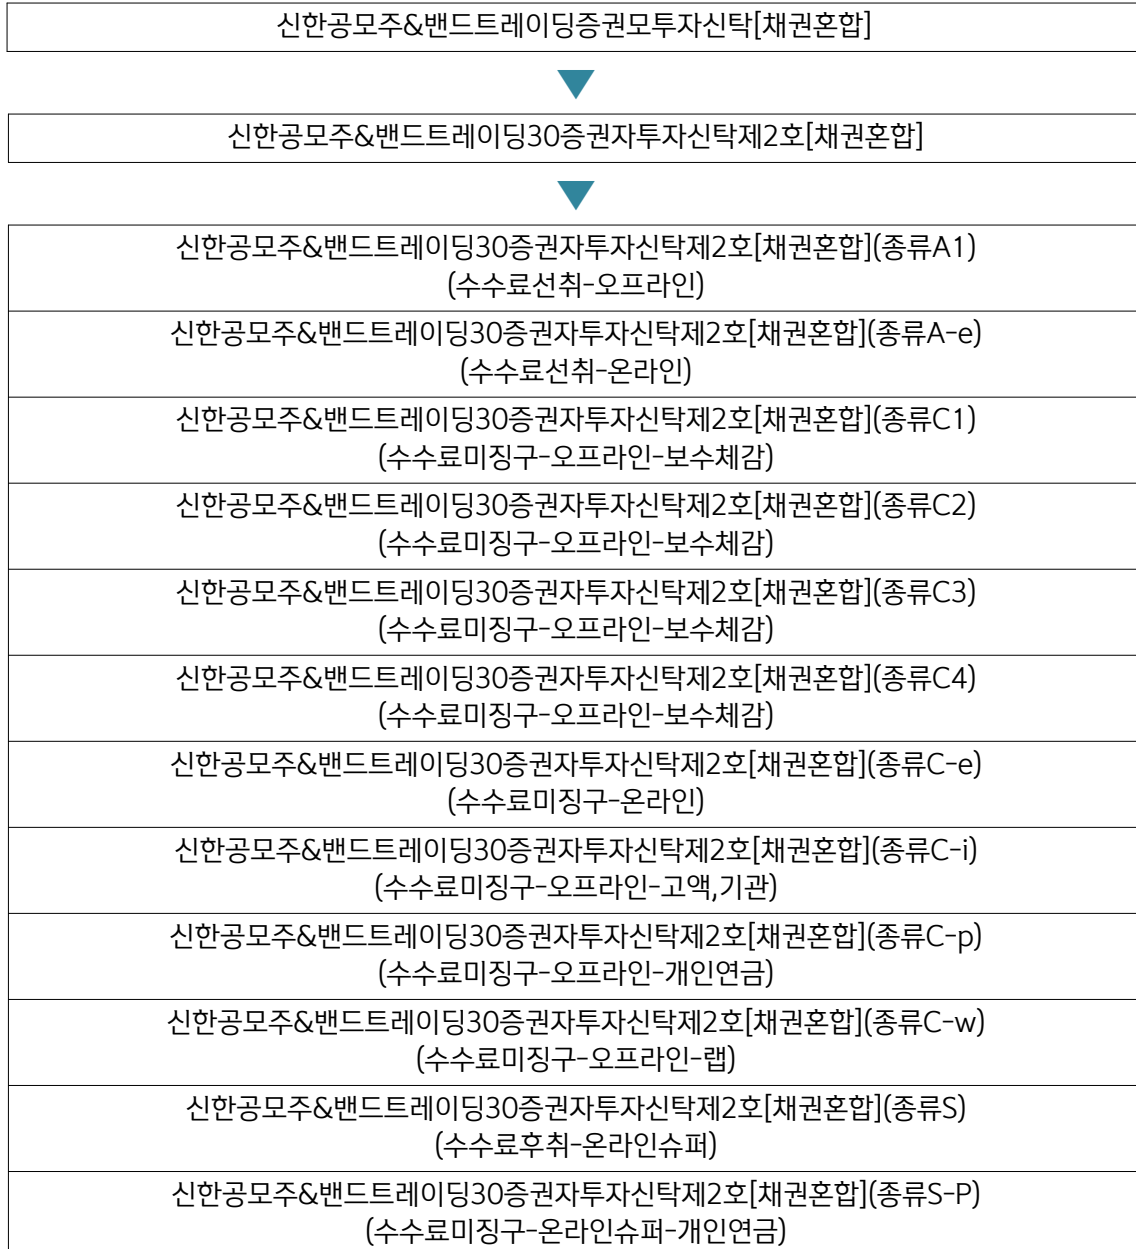 신한공모주&밴드트레이딩증권모투자신탁[채권혼합]
신한공모주&밴드트레이딩30증권자투자신탁제2호[채권혼합]
신한공모주&밴드트레이딩30증권자투자신탁제2호[채권혼합](종류A1)
(수수료선취-오프라인)
신한공모주&밴드트레이딩30증권자투자신탁제2호[채권혼합](종류A-e)
(수수료선취-온라인)
신한공모주&밴드트레이딩30증권자투자신탁제2호[채권혼합](종류C1)
(수수료미징구-오프라인-보수체감)
신한공모주&밴드트레이딩30증권자투자신탁제2호[채권혼합](종류C2)
(수수료미징구-오프라인-보수체감)
신한공모주&밴드트레이딩30증권자투자신탁제2호[채권혼합](종류C3)
(수수료미징구-오프라인-보수체감)
신한공모주&밴드트레이딩30증권자투자신탁제2호[채권혼합](종류C4)
(수수료미징구-오프라인-보수체감)
신한공모주&밴드트레이딩30증권자투자신탁제2호[채권혼합](종류C-e)
(수수료미징구-온라인)
신한공모주&밴드트레이딩30증권자투자신탁제2호[채권혼합](종류C-i)
(수수료미징구-오프라인-고액,기관)
신한공모주&밴드트레이딩30증권자투자신탁제2호[채권혼합](종류C-p)
(수수료미징구-오프라인-개인연금)
신한공모주&밴드트레이딩30증권자투자신탁제2호[채권혼합](종류C-w)
(수수료미징구-오프라인-랩)
신한공모주&밴드트레이딩30증권자투자신탁제2호[채권혼합](종류S)
(수수료후취-온라인슈퍼)
신한공모주&밴드트레이딩30증권자투자신탁제2호[채권혼합](종류S-P)
(수수료미징구-온라인슈퍼-개인연금)